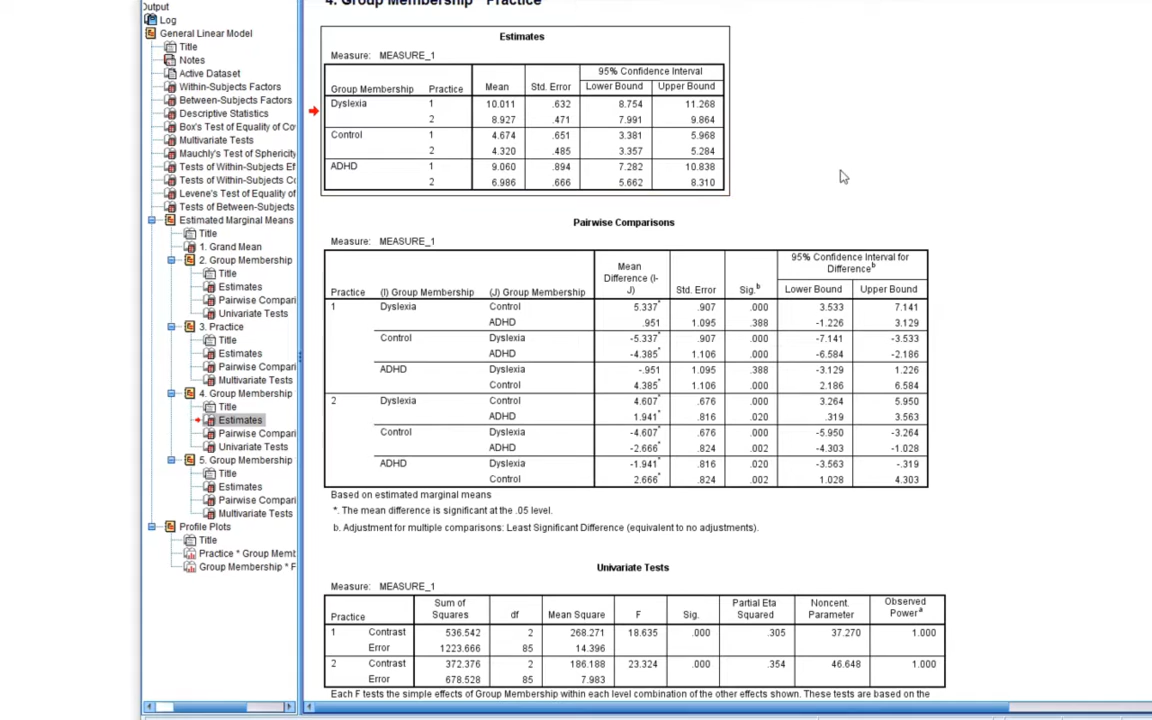 Output
Log
General Linear Model
Title
Notes
Active Dataset
Within-Subjects Factors
Between-Subjects Factors
Descriptive Statistics
Box's Test of Equality of Co
Multivariate Tests
Mauchly's Test of Sphericity
Tests of Within-Subjects Ef
Tests of Within-Subjects Co
Levene's Test of Equality of
Tests of Between-Subjects
Estimated Marginal Means
Title
1. Grand Mean
2. Group Membership
Title
Estimates
Pairwise Compari
Univariate Tests
3. Practice
Title
Estimates
Pairwise Compari
Multivariate Tests
4. Group Membership
Title
Estimates
Pairwise Compari
Univariate Tests
5. Group Membership
Title
Estimates
Pairwise Compari
Multivariate Tests
Profile Plots
Title
Practice * Group Memb
Group Membership * F
4. Group Membership * Practice
Estimates
Measure: MEASURE_1
95% Confidence Interval
Group Membership Practice Mean Std. Error Lower Bound Upper Bound
Dyslexia 1 10.011 .632 8.754 11.268
2 8.927 .471 7.991 9.864
Control 1 4.674 .651 3.381 5.968
2 4.320 .485 3.357 5.284
ADHD 1 9.060 .894 7.282 10.838
2 6.986 .666 5.662 8.310
Pairwise Comparisons
Measure: MEASURE_1
95% Confidence Interval for
Mean Difference b
Difference (I-
Practice (I) Group Membership (J) Group Membership J) Std. Error Sig.b Lower Bound Upper Bound
1 Dyslexia Control 5.337* .907 .000 3.533 7.141
ADHD .951 1.095 .388 -1.226 3.129
Control Dyslexia -5.337* .907 .000 -7.141 -3.533
ADHD -4.385* 1.106 .000 -6.584 -2.186
ADHD Dyslexia -.951 1.095 .388 -3.129 1.226
Control 4.385* 1.106 .000 2.186 6.584
2 Dyslexia Control 4.607* .676 .000 3.264 5.950
ADHD 1.941* .816 .020 .319 3.563
Control Dyslexia -4.607* .676 .000 -5.950 -3.264
ADHD -2.666* .824 .002 -4.303 -1.028
ADHD Dyslexia -1.941* .816 .020 -3.563 -.319
Control 2.666* .824 .002 1.028 4.303
Based on estimated marginal means
*. The mean difference is significant at the .05 level.
b. Adjustment for multiple comparisons: Least Significant Difference (equivalent to no adjustments).
Univariate Tests
Measure: MEASURE_1
Sum of Partial Eta Noncent. Observed
Practice Squares df Mean Square F Sig. Squared Parameter Power a
1 Contrast 536.542 2 268.271 18.635 .000 .305 37.270 1.000
Error 1223.666 85 14.396
2 Contrast 372.376 2 186.188 23.324 .000 .354 46.648 1.000
Error 678.528 85 7.983
Each F tests the simple effects of Group Membership within each level combination of the other effects shown. These tests are based on the